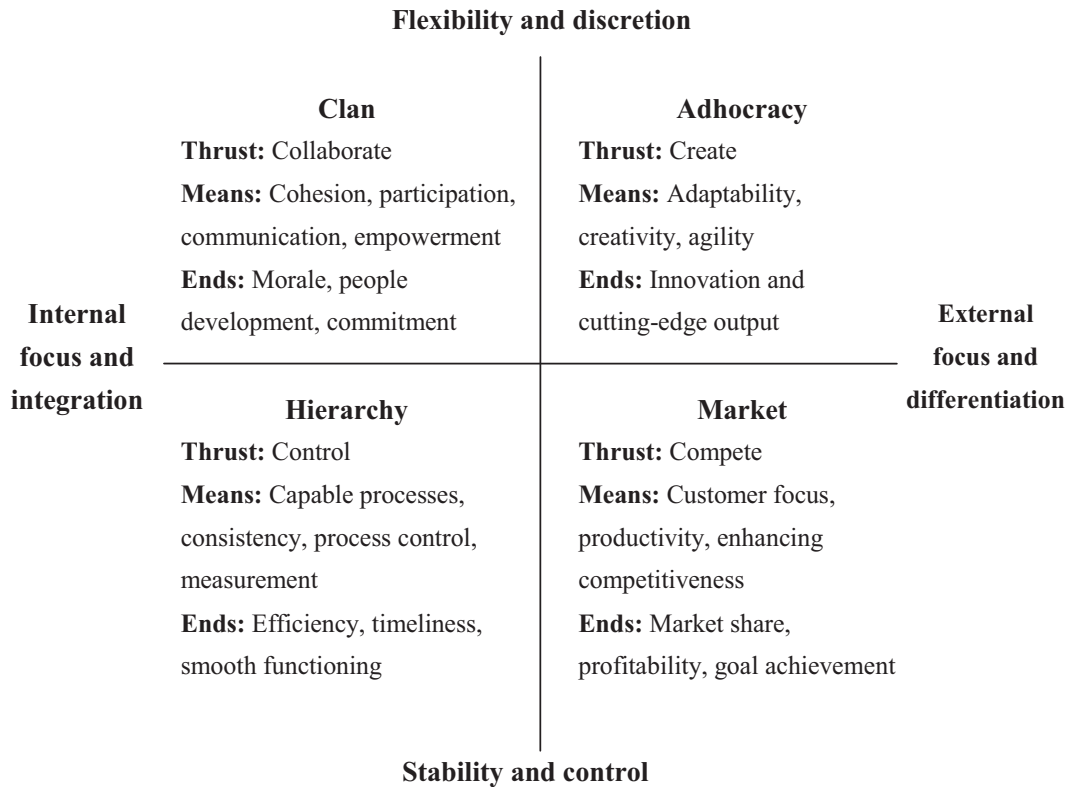 Flexibility and discretion
Clan
Thrust: Collaborate
Means: Cohesion, participation,
communication, empowerment
Ends: Morale, people
development, commitment
Adhocracy
Thrust: Create
Means: Adaptability,
creativity, agility
Ends: Innovation and
cutting-edge output
Internal
focus and
integration
External
focus and
differentiation
Hierarchy
Thrust: Control
Means: Capable processes,
consistency, process control,
measurement
Ends: Efficiency, timeliness,
smooth functioning
Market
Thrust: Compete
Means: Customer focus,
productivity, enhancing
competitiveness
Ends: Market share,
profitability, goal achievement
Stability and control